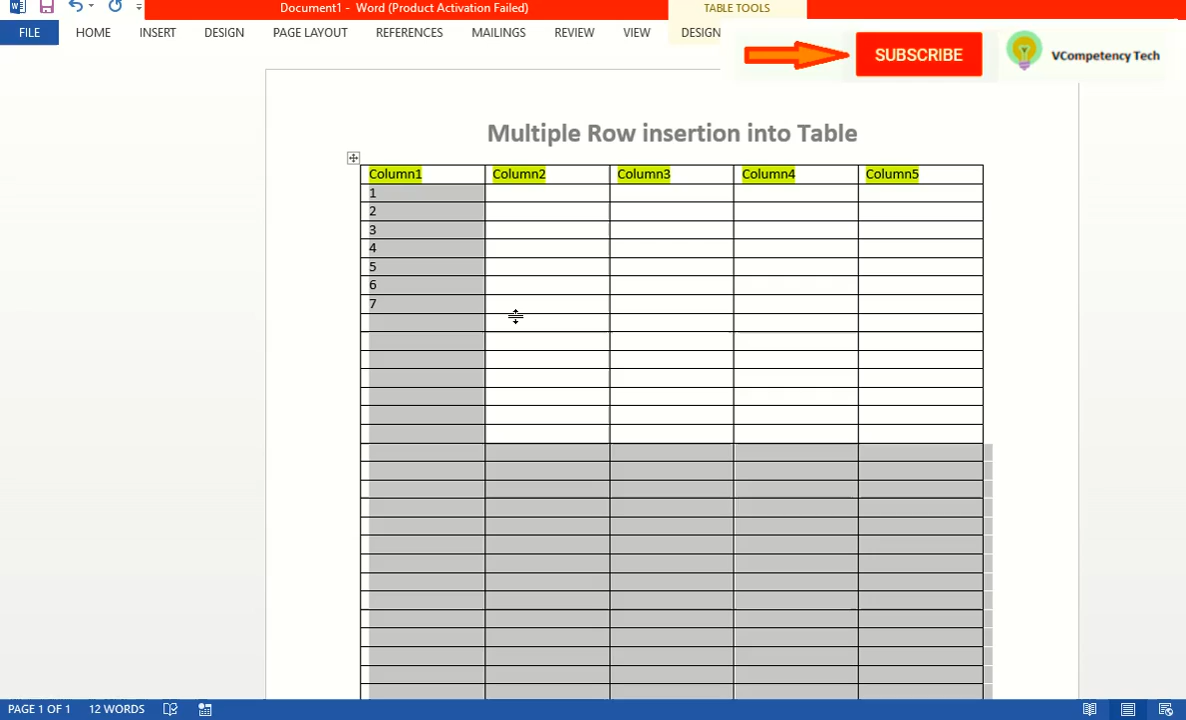 Document1 - Word (Product Activation Failed)
TABLE TOOLS
FILE HOME INSERT DESIGN PAGE LAYOUT REFERENCES MAILINGS REVIEW VIEW DESIGN
SUBSCRIBE
VCompetency Tech
Multiple Row insertion into Table
Column1 Column2 Column3 Column4 Column5
1
2
3
4
5
6
7
PAGE 1 OF 1 12 WORDS